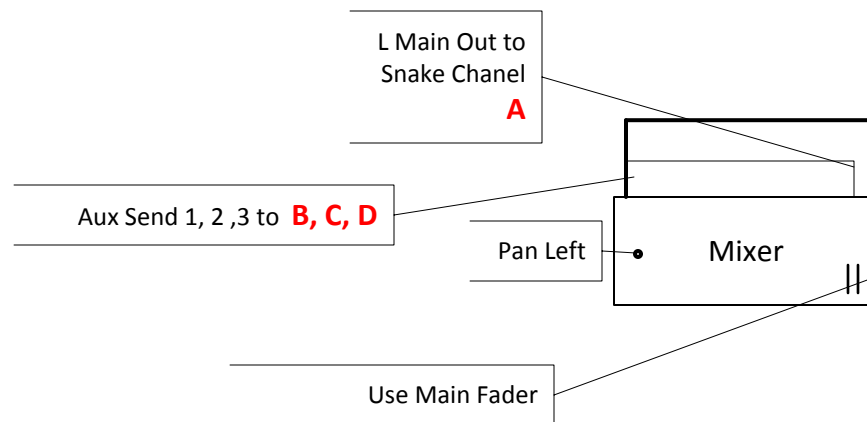 L Main Out to
Snake Chanel
A
Aux Send 1, 2 ,3 to B, C, D
Pan Left
Mixer
Use Main Fader